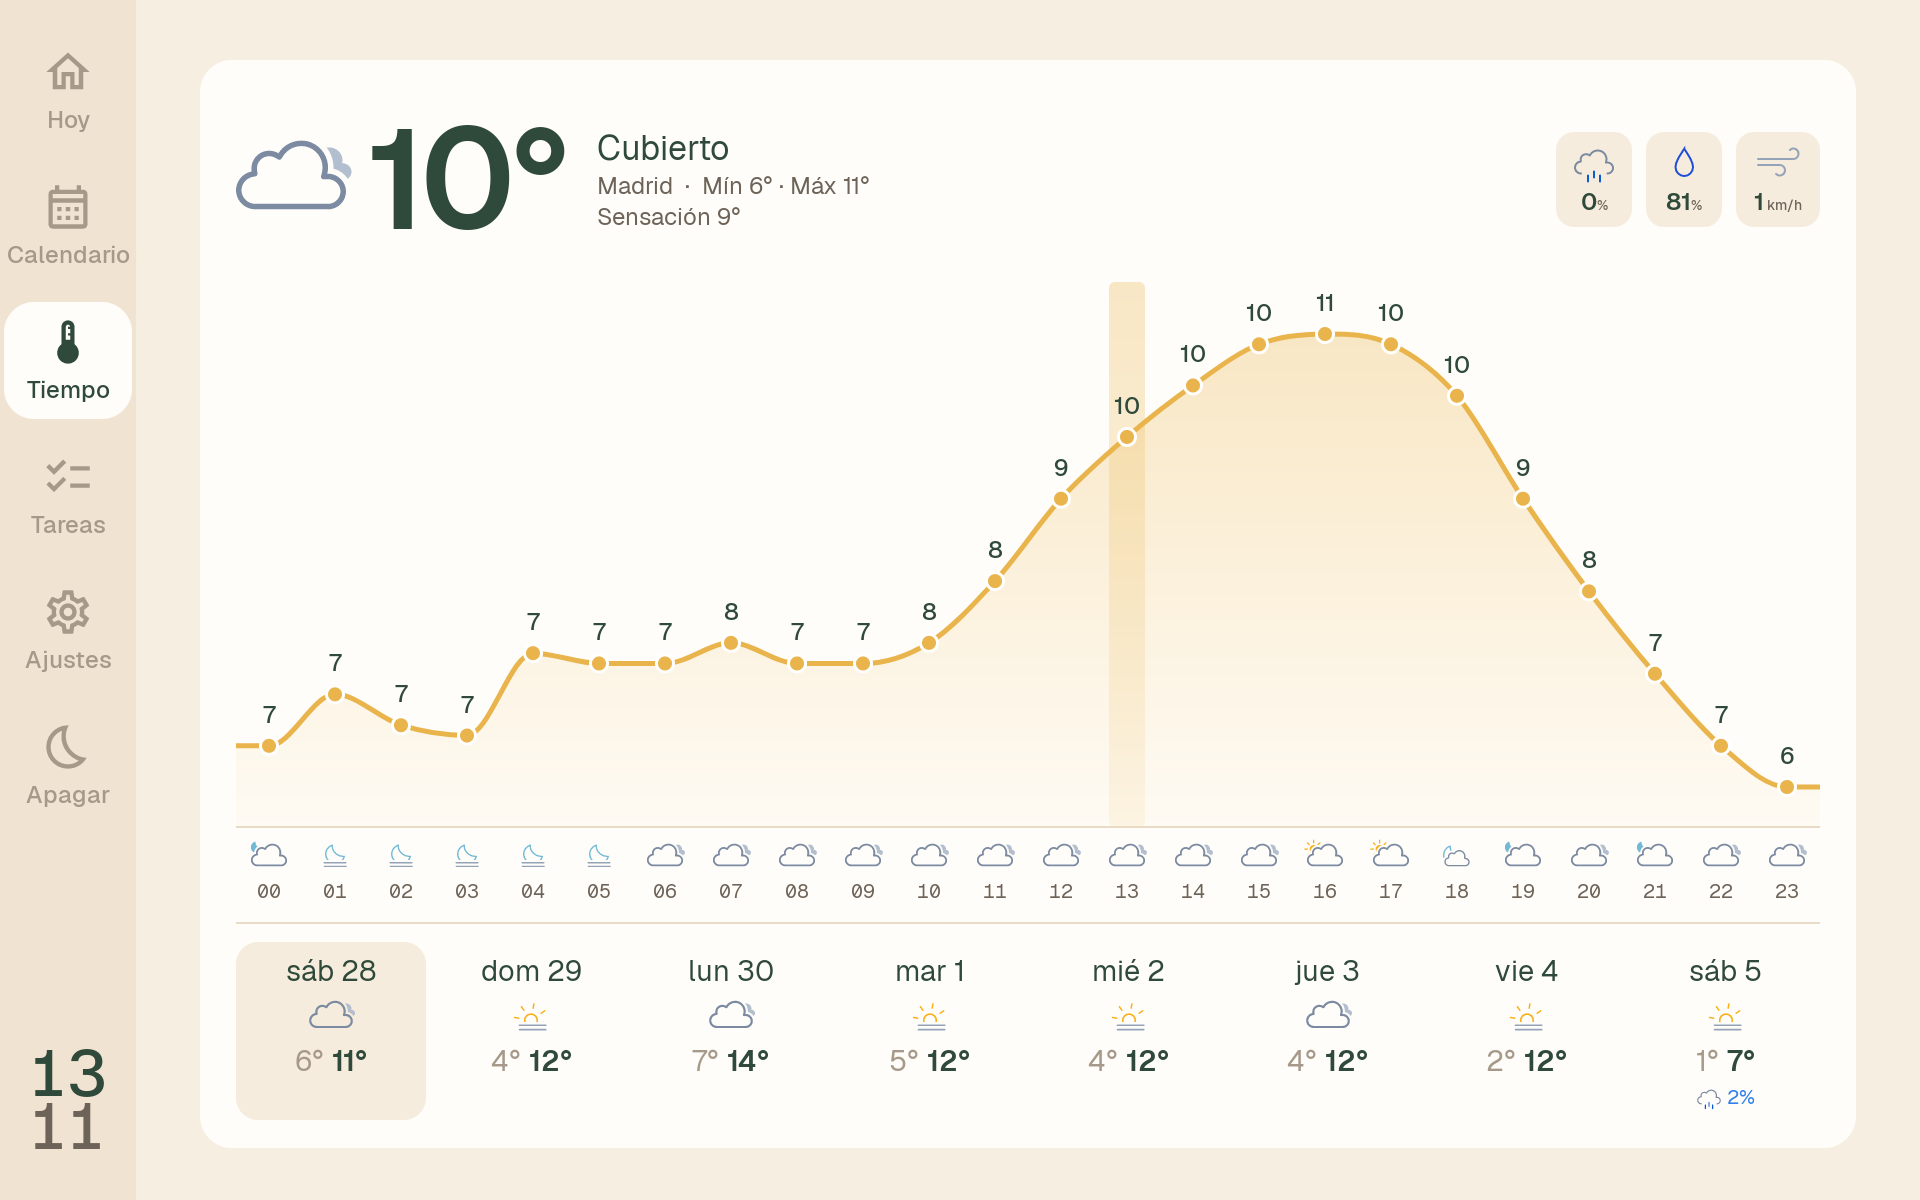 Hoy
Calendario
Tiempo
Tareas
Ajustes
Apagar
13
11
10°
Cubierto
Madrid · Mín 6° · Máx 11°
Sensación 9°
0%
81%
1 km/h
7 7 7 7 7 7 7 8 7 7 8 8 9 10 10 10 11 10 10 9 8 7 7 6
00 01 02 03 04 05 06 07 08 09 10 11 12 13 14 15 16 17 18 19 20 21 22 23
sáb 28 dom 29 lun 30 mar 1 mié 2 jue 3 vie 4 sáb 5
6° 11° 4° 12° 7° 14° 5° 12° 4° 12° 4° 12° 2° 12° 1° 7°
2%